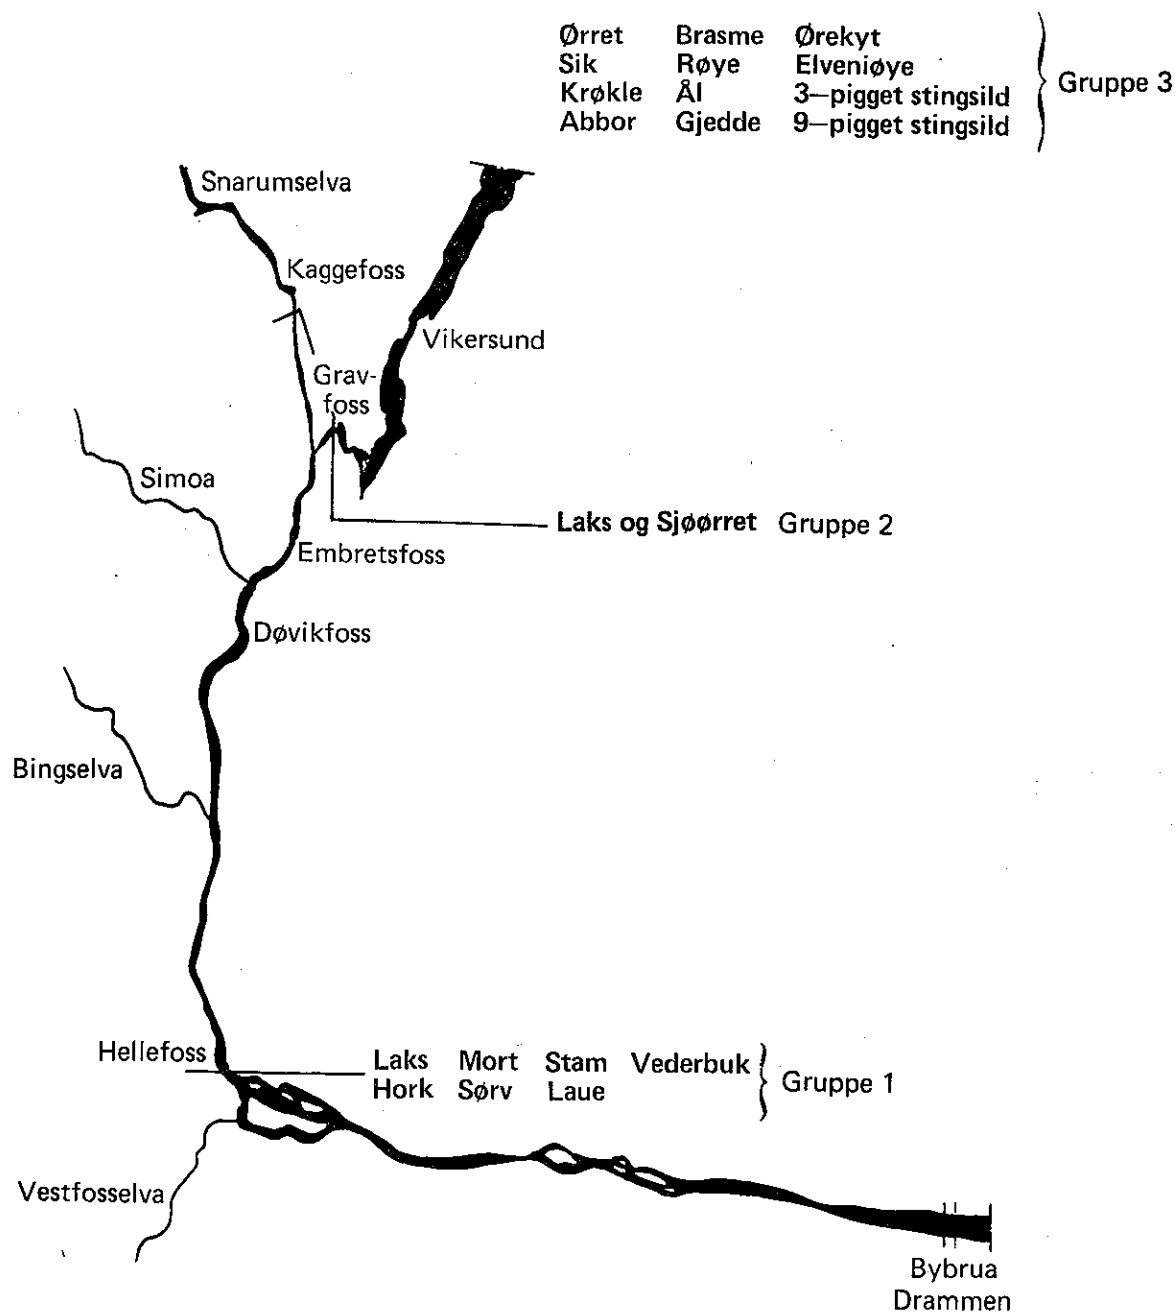 Ørret Brasme Ørekyt
Sik Røye Elveniøye
Krøkle Ål 3–pigget stingsild
Abbor Gjedde 9–pigget stingsild
Gruppe 3
Snarumselva
Kaggefoss
Vikersund
Grav-
foss
Simoa
Laks og Sjøørret Gruppe 2
Embretsfoss
Døvikfoss
Bingselva
Hellefoss
Laks Mort Stam Vederbuk
Hork Sørv Laue
Gruppe 1
Vestfosselva
Bybrua
Drammen